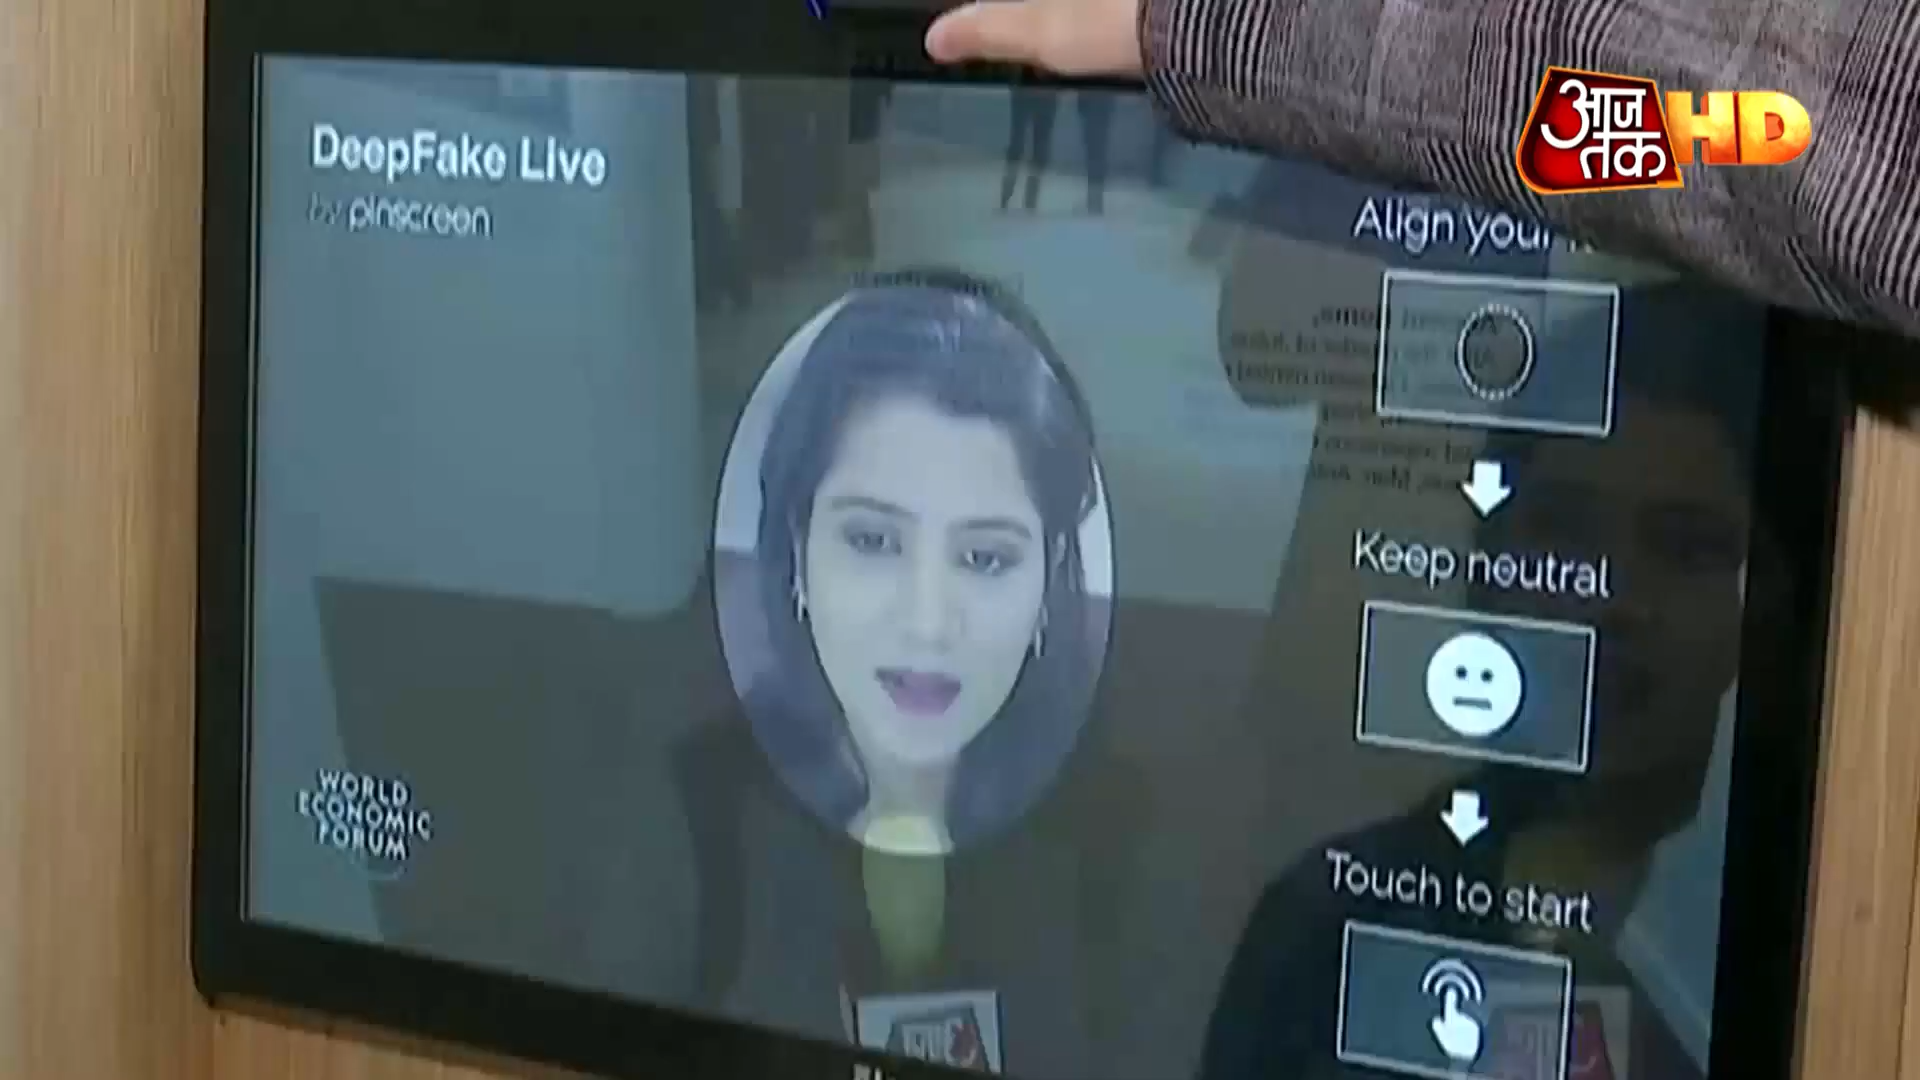 DeepFake Live
by pinscreen
आज
तक HD
Align your
Keep neutral
Touch to start
WORLD
ECONOMIC
FORUM